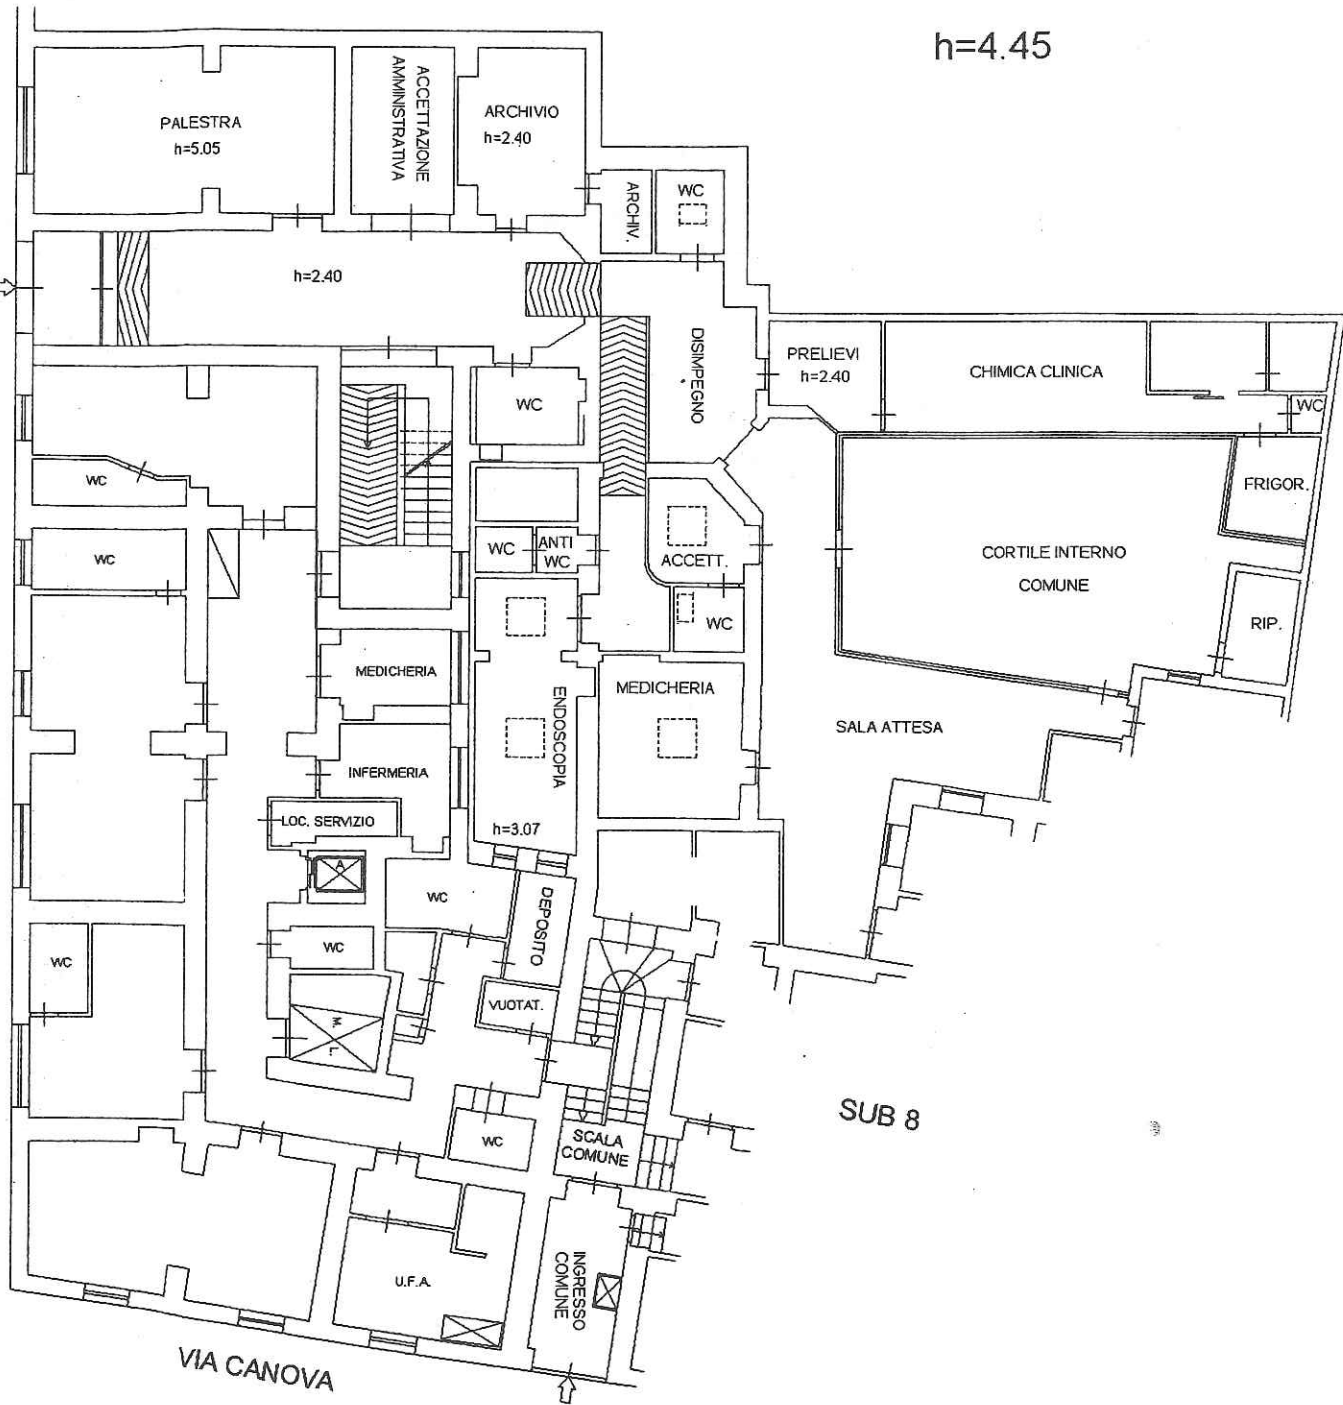 h=4.45
PALESTRA
h=5.05
ACCETTAZIONE
AMMINISTRATIVA
ARCHIVIO
h=2.40
ARCHIV.
WC
h=2.40
DISIMPEGNO
PRELIEVI
h=2.40
CHIMICA CLINICA
WC
WC
FRIGOR.
WC
WC
WC
ANTI
WC
ACCETT.
CORTILE INTERNO
COMUNE
WC
RIP.
MEDICHERIA
MEDICHERIA
ENDOSCOPIA
SALA ATTESA
INFERMERIA
LOC. SERVIZIO
h=3.07
A
WC
DEPOSITO
WC
WC
VUOTAT.
M.
L.
SUB 8
WC
SCALA
COMUNE
U.F.A.
INGRESSO
COMUNE
VIA CANOVA